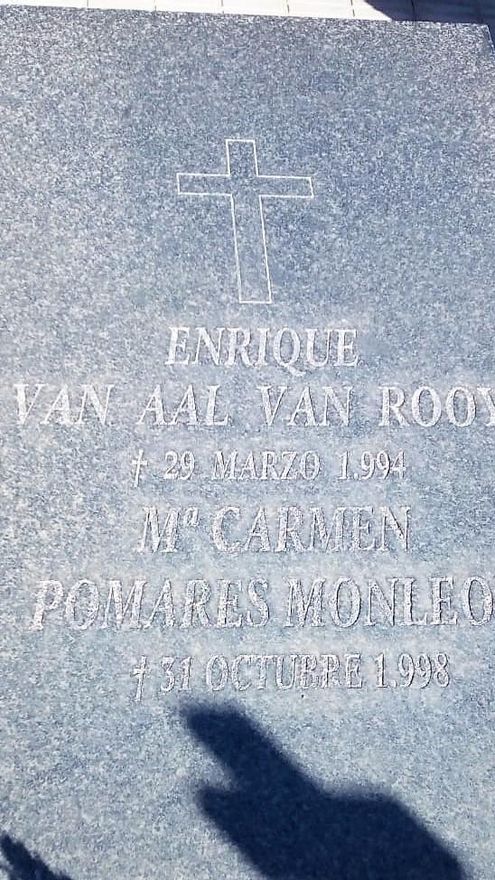 ENRIQUE
VAN AAL VAN ROOY
† 29 MARZO 1.994
Mª CARMEN
POMARES MONLEO
† 31 OCTUBRE 1.998